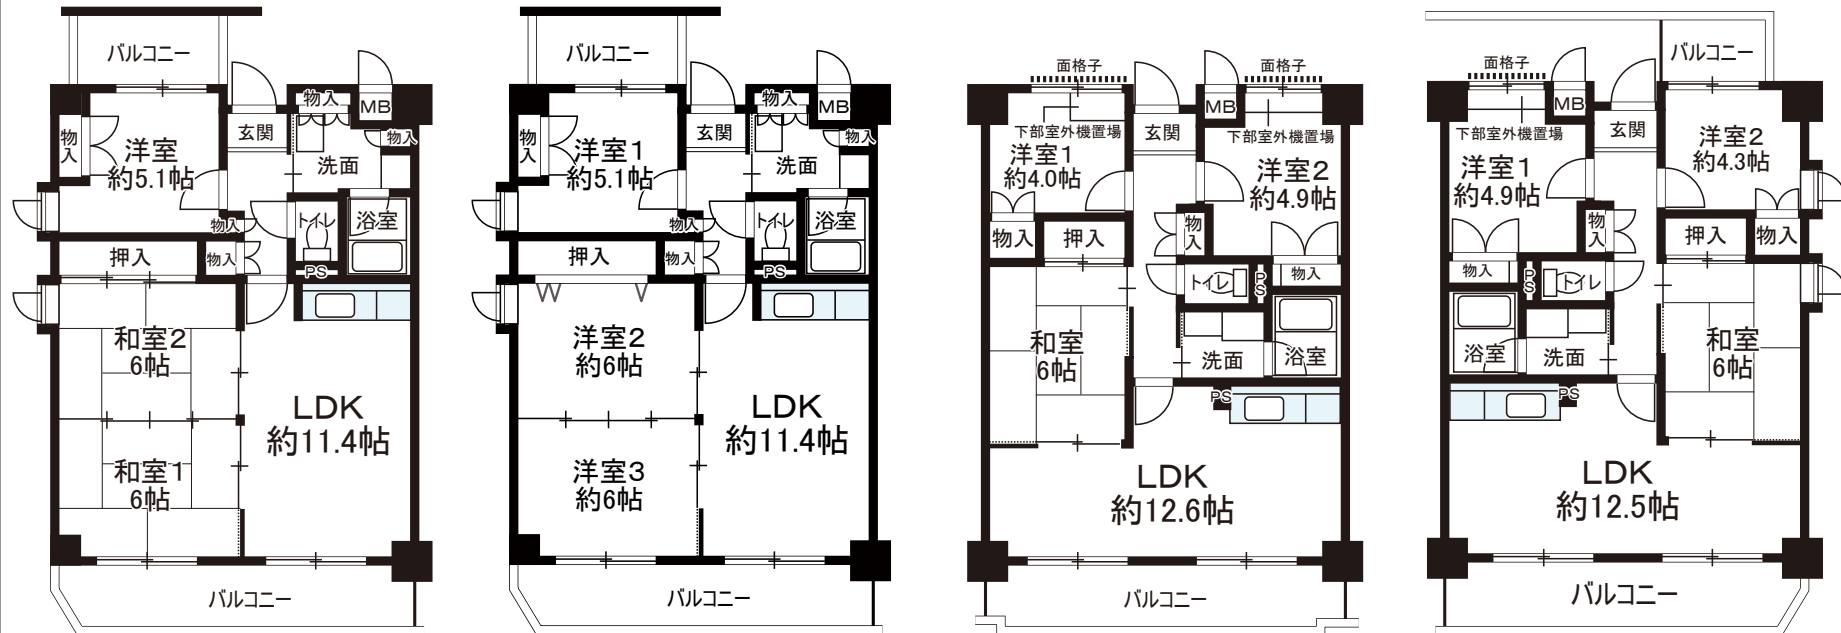 バルコニー
物入
MB
物入
玄関
物入
洋室
約5.1帖
洗面
物入
トイレ
浴室
押入
物入
PS
和室2
6帖
LDK
約11.4帖
和室1
6帖
バルコニー
バルコニー
物入
MB
物入
玄関
物入
洋室1
約5.1帖
洗面
物入
トイレ
浴室
押入
物入
PS
洋室2
約6帖
LDK
約11.4帖
洋室3
約6帖
バルコニー
面格子
面格子
MB
下部室外機置場
玄関
下部室外機置場
洋室1
約4.0帖
洋室2
約4.9帖
物入
押入
物入
トイレ
PS
物入
和室
6帖
洗面
浴室
PS
LDK
約12.6帖
バルコニー
バルコニー
面格子
MB
下部室外機置場
玄関
洋室2
約4.3帖
洋室1
約4.9帖
物入
押入
物入
物入
PS
トイレ
浴室
洗面
和室
6帖
PS
LDK
約12.5帖
バルコニー